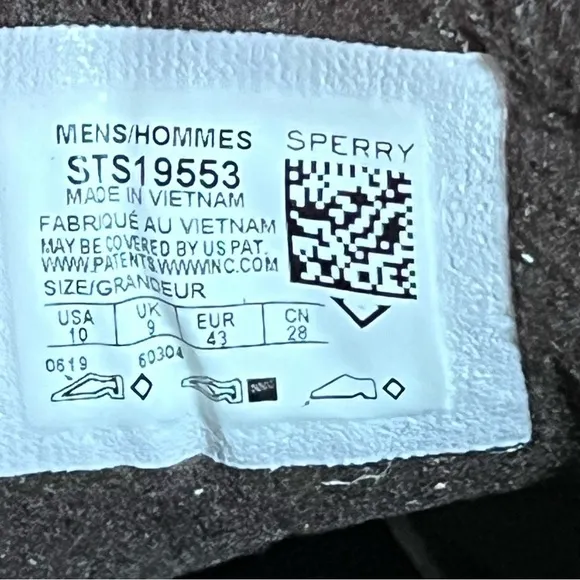 MENS/HOMMES
SPERRY
STS19553
MADE IN VIETNAM
FABRIQUÉ AU VIETNAM
MAY BE COVERED BY US PAT.
WWW.PATENTS.WWWINC.COM
SIZE/GRANDEUR
USA UK EUR CN
10 9 43 28
0619 60304